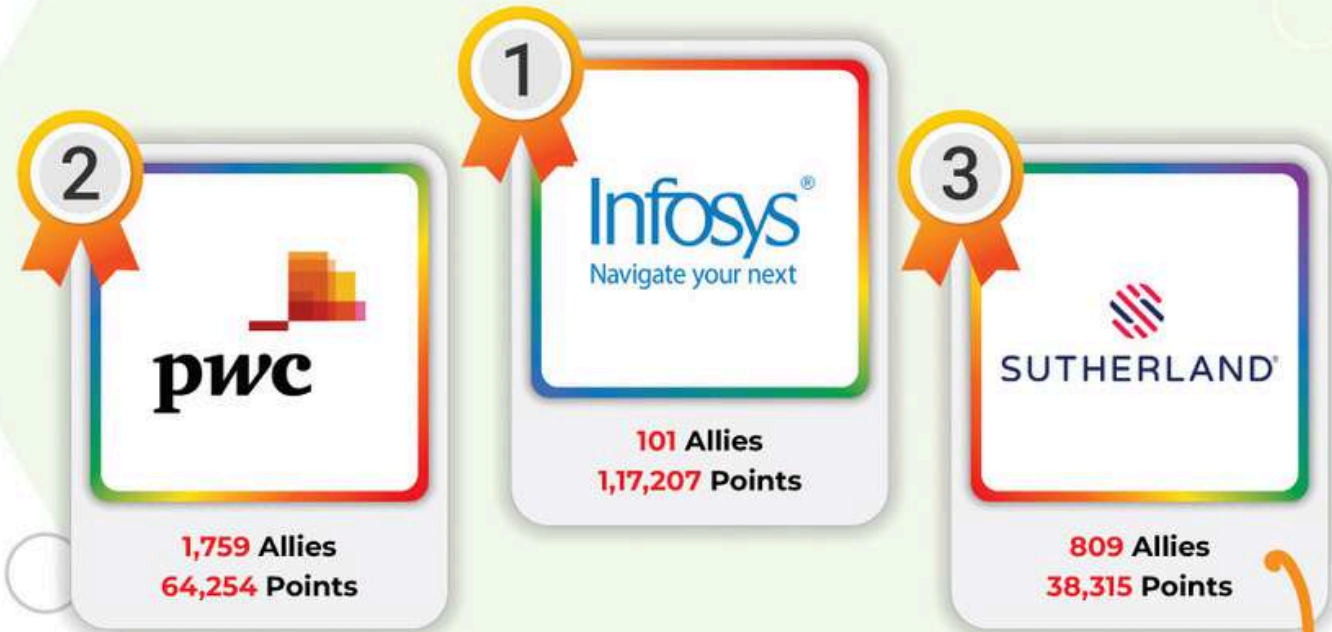 1
Infosys®
Navigate your next
101 Allies
1,17,207 Points
2
pwc
1,759 Allies
64,254 Points
3
SUTHERLAND®
809 Allies
38,315 Points